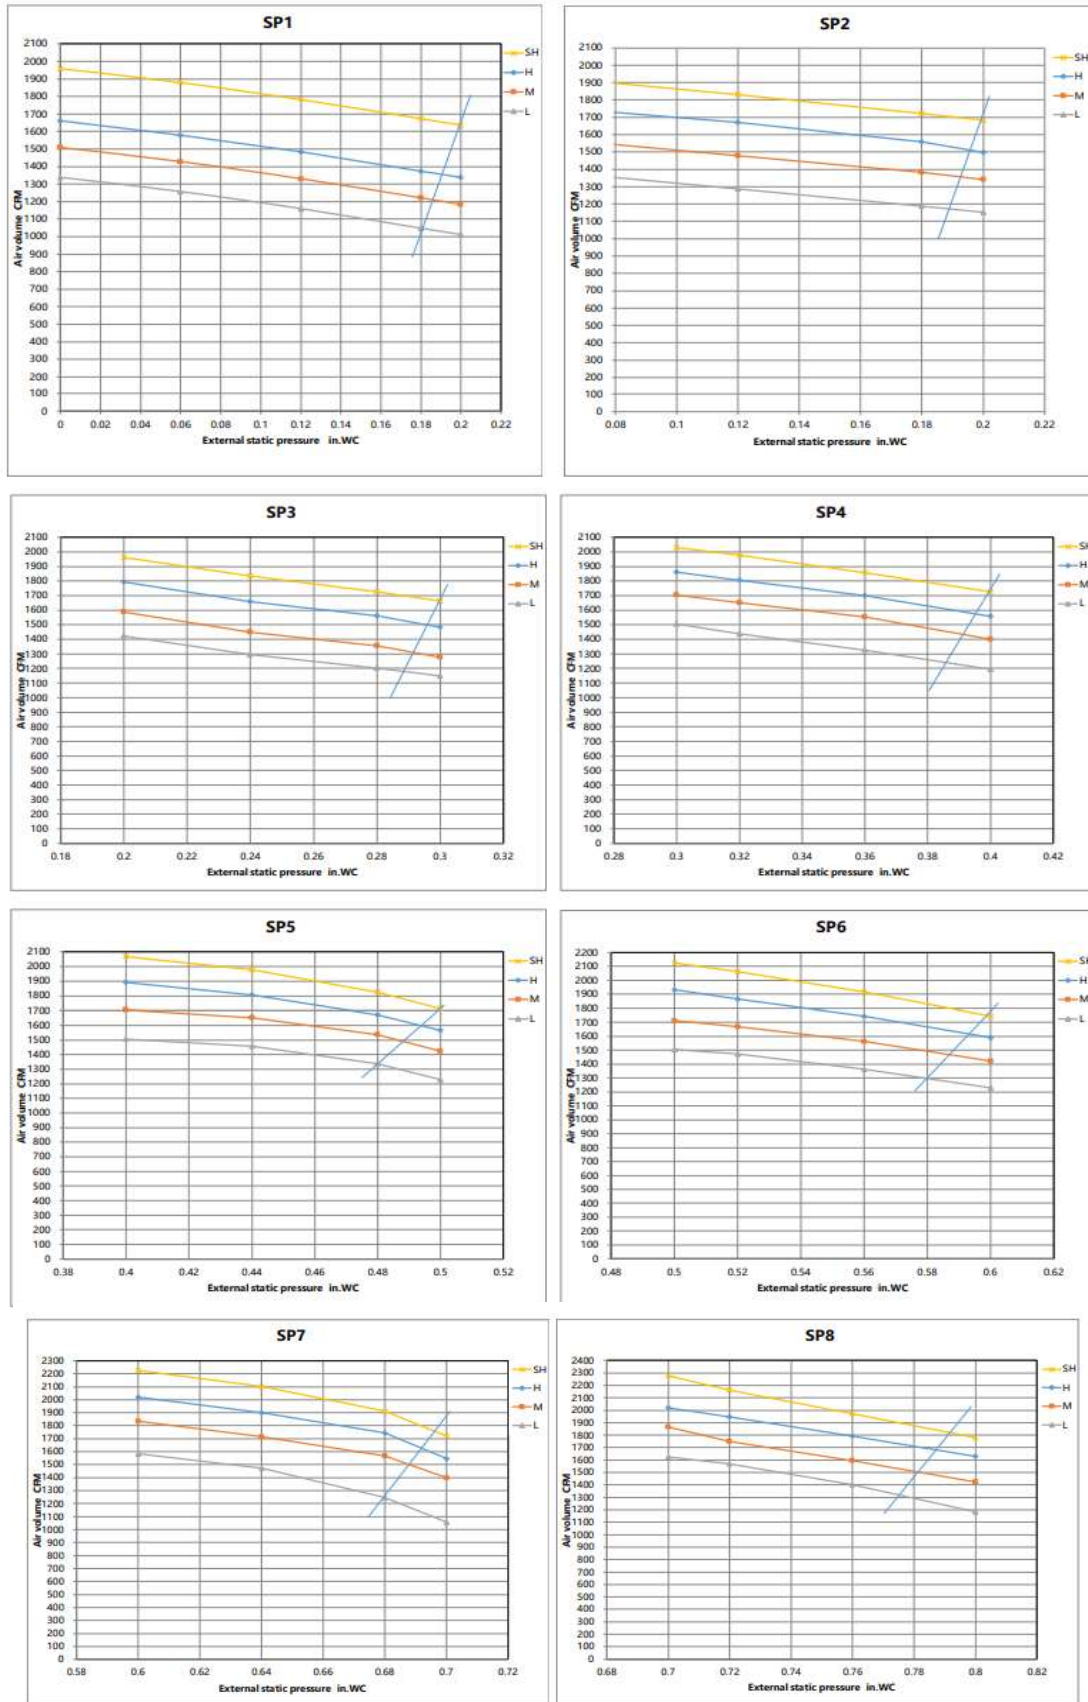 SP1
2100
2000
1900
1800
1700
1600
1500
1400
1300
1200
1100
1000
900
800
700
600
500
400
300
200
100
0
Air volume CFM
0 0.02 0.04 0.06 0.08 0.1 0.12 0.14 0.16 0.18 0.2 0.22
External static pressure in.WC
SH
H
M
L
SP2
2100
2000
1900
1800
1700
1600
1500
1400
1300
1200
1100
1000
900
800
700
600
500
400
300
200
100
0
Air volume CFM
0.08 0.1 0.12 0.14 0.16 0.18 0.2 0.22
External static pressure in.WC
SH
H
M
L
SP3
2100
2000
1900
1800
1700
1600
1500
1400
1300
1200
1100
1000
900
800
700
600
500
400
300
200
100
0
Air volume CFM
0.18 0.2 0.22 0.24 0.26 0.28 0.3 0.32
External static pressure in.WC
SH
H
M
L
SP4
2100
2000
1900
1800
1700
1600
1500
1400
1300
1200
1100
1000
900
800
700
600
500
400
300
200
100
0
Air volume CFM
0.28 0.3 0.32 0.34 0.36 0.38 0.4 0.42
External static pressure in.WC
SH
H
M
L
SP5
2100
2000
1900
1800
1700
1600
1500
1400
1300
1200
1100
1000
900
800
700
600
500
400
300
200
100
0
Air volume CFM
0.38 0.4 0.42 0.44 0.46 0.48 0.5 0.52
External static pressure in.WC
SH
H
M
L
SP6
2200
2100
2000
1900
1800
1700
1600
1500
1400
1300
1200
1100
1000
900
800
700
600
500
400
300
200
100
0
Air volume CFM
0.48 0.5 0.52 0.54 0.56 0.58 0.6 0.62
External static pressure in.WC
SH
H
M
L
SP7
2300
2200
2100
2000
1900
1800
1700
1600
1500
1400
1300
1200
1100
1000
900
800
700
600
500
400
300
200
100
0
Air volume CFM
0.58 0.6 0.62 0.64 0.66 0.68 0.7 0.72
External static pressure in.WC
SH
H
M
L
SP8
2400
2300
2200
2100
2000
1900
1800
1700
1600
1500
1400
1300
1200
1100
1000
900
800
700
600
500
400
300
200
100
0
Air volume CFM
0.68 0.7 0.72 0.74 0.76 0.78 0.8 0.82
External static pressure in.WC
SH
H
M
L